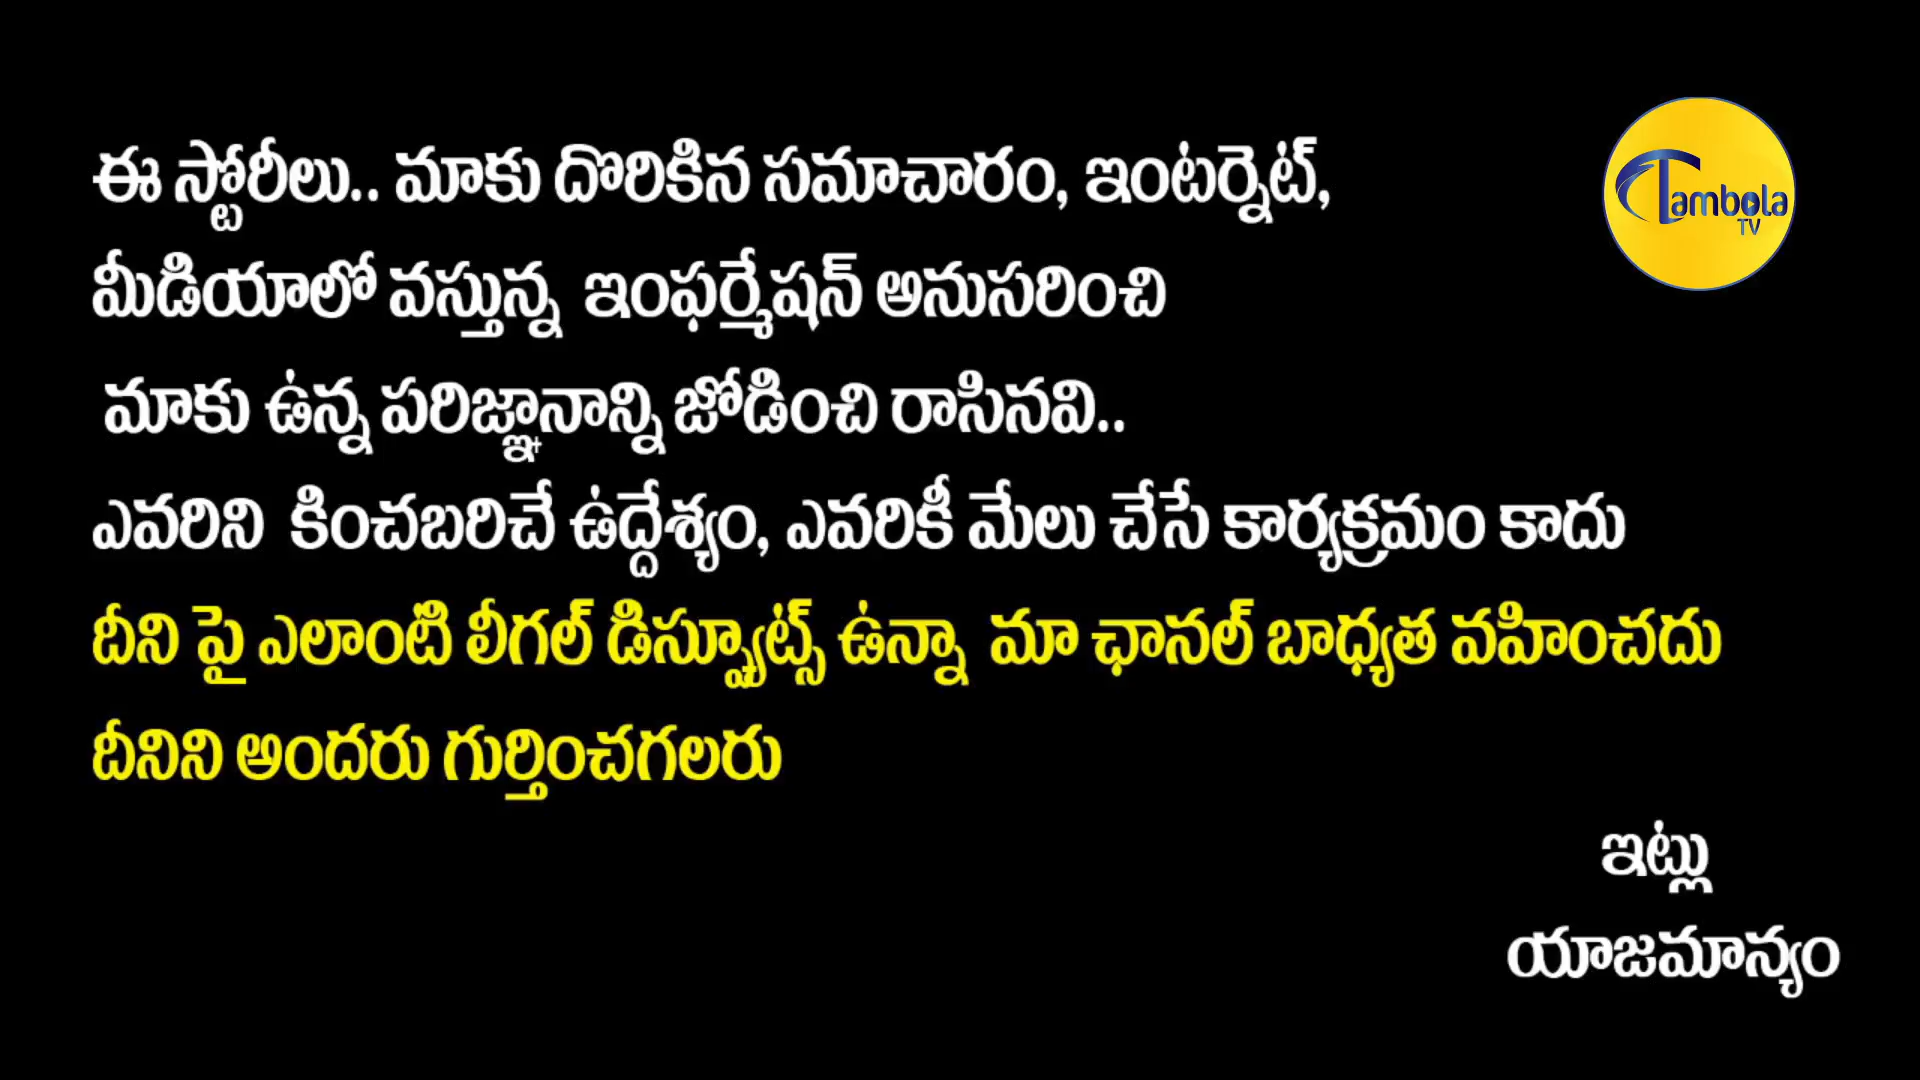 ఈ స్టోరీలు.. మాకు దొరికిన సమాచారం, ఇంటర్నెట్,
Tambola
TV
మీడియాలో వస్తున్న ఇంఫర్మేషన్ అనుసరించి
మాకు ఉన్న పరిజ్ఞానాన్ని జోడించి రాసినవి..
ఎవరిని కించబరిచే ఉద్దేశ్యం, ఎవరికీ మేలు చేసే కార్యక్రమం కాదు
దీని పై ఎలాంటి లీగల్ డిస్ప్యూట్స్ ఉన్నా మా ఛానల్ బాధ్యత వహించదు
దీనిని అందరు గుర్తించగలరు
ఇట్లు
యాజమాన్యం